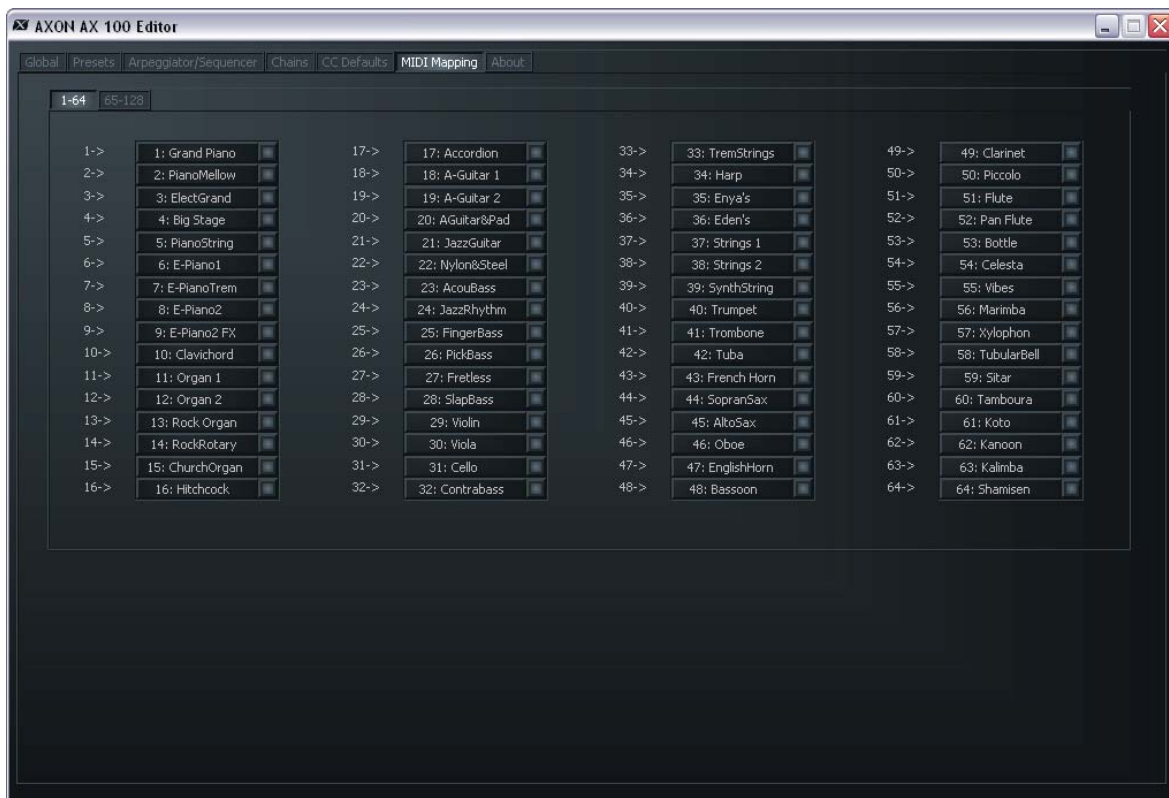 AXON AX 100 Editor
Global Presets Arpeggiator/Sequencer Chains CC Defaults MIDI Mapping About
1-64 65-128
1-> 1: Grand Piano 17-> 17: Accordion 33-> 33: TremStrings 49-> 49: Clarinet
2-> 2: PianoMellow 18-> 18: A-Guitar 1 34-> 34: Harp 50-> 50: Piccolo
3-> 3: ElectGrand 19-> 19: A-Guitar 2 35-> 35: Enya's 51-> 51: Flute
4-> 4: Big Stage 20-> 20: AGuitar&Pad 36-> 36: Eden's 52-> 52: Pan Flute
5-> 5: PianoString 21-> 21: JazzGuitar 37-> 37: Strings 1 53-> 53: Bottle
6-> 6: E-Piano1 22-> 22: Nylon&Steel 38-> 38: Strings 2 54-> 54: Celesta
7-> 7: E-PianoTrem 23-> 23: AcouBass 39-> 39: SynthString 55-> 55: Vibes
8-> 8: E-Piano2 24-> 24: JazzRhythm 40-> 40: Trumpet 56-> 56: Marimba
9-> 9: E-Piano2 FX 25-> 25: FingerBass 41-> 41: Trombone 57-> 57: Xylophon
10-> 10: Clavichord 26-> 26: PickBass 42-> 42: Tuba 58-> 58: TubularBell
11-> 11: Organ 1 27-> 27: Fretless 43-> 43: French Horn 59-> 59: Sitar
12-> 12: Organ 2 28-> 28: SlapBass 44-> 44: SopranSax 60-> 60: Tamboura
13-> 13: Rock Organ 29-> 29: Violin 45-> 45: AltoSax 61-> 61: Koto
14-> 14: RockRotary 30-> 30: Viola 46-> 46: Oboe 62-> 62: Kanoon
15-> 15: ChurchOrgan 31-> 31: Cello 47-> 47: EnglishHorn 63-> 63: Kalimba
16-> 16: Hitchcock 32-> 32: Contrabass 48-> 48: Bassoon 64-> 64: Shamisen